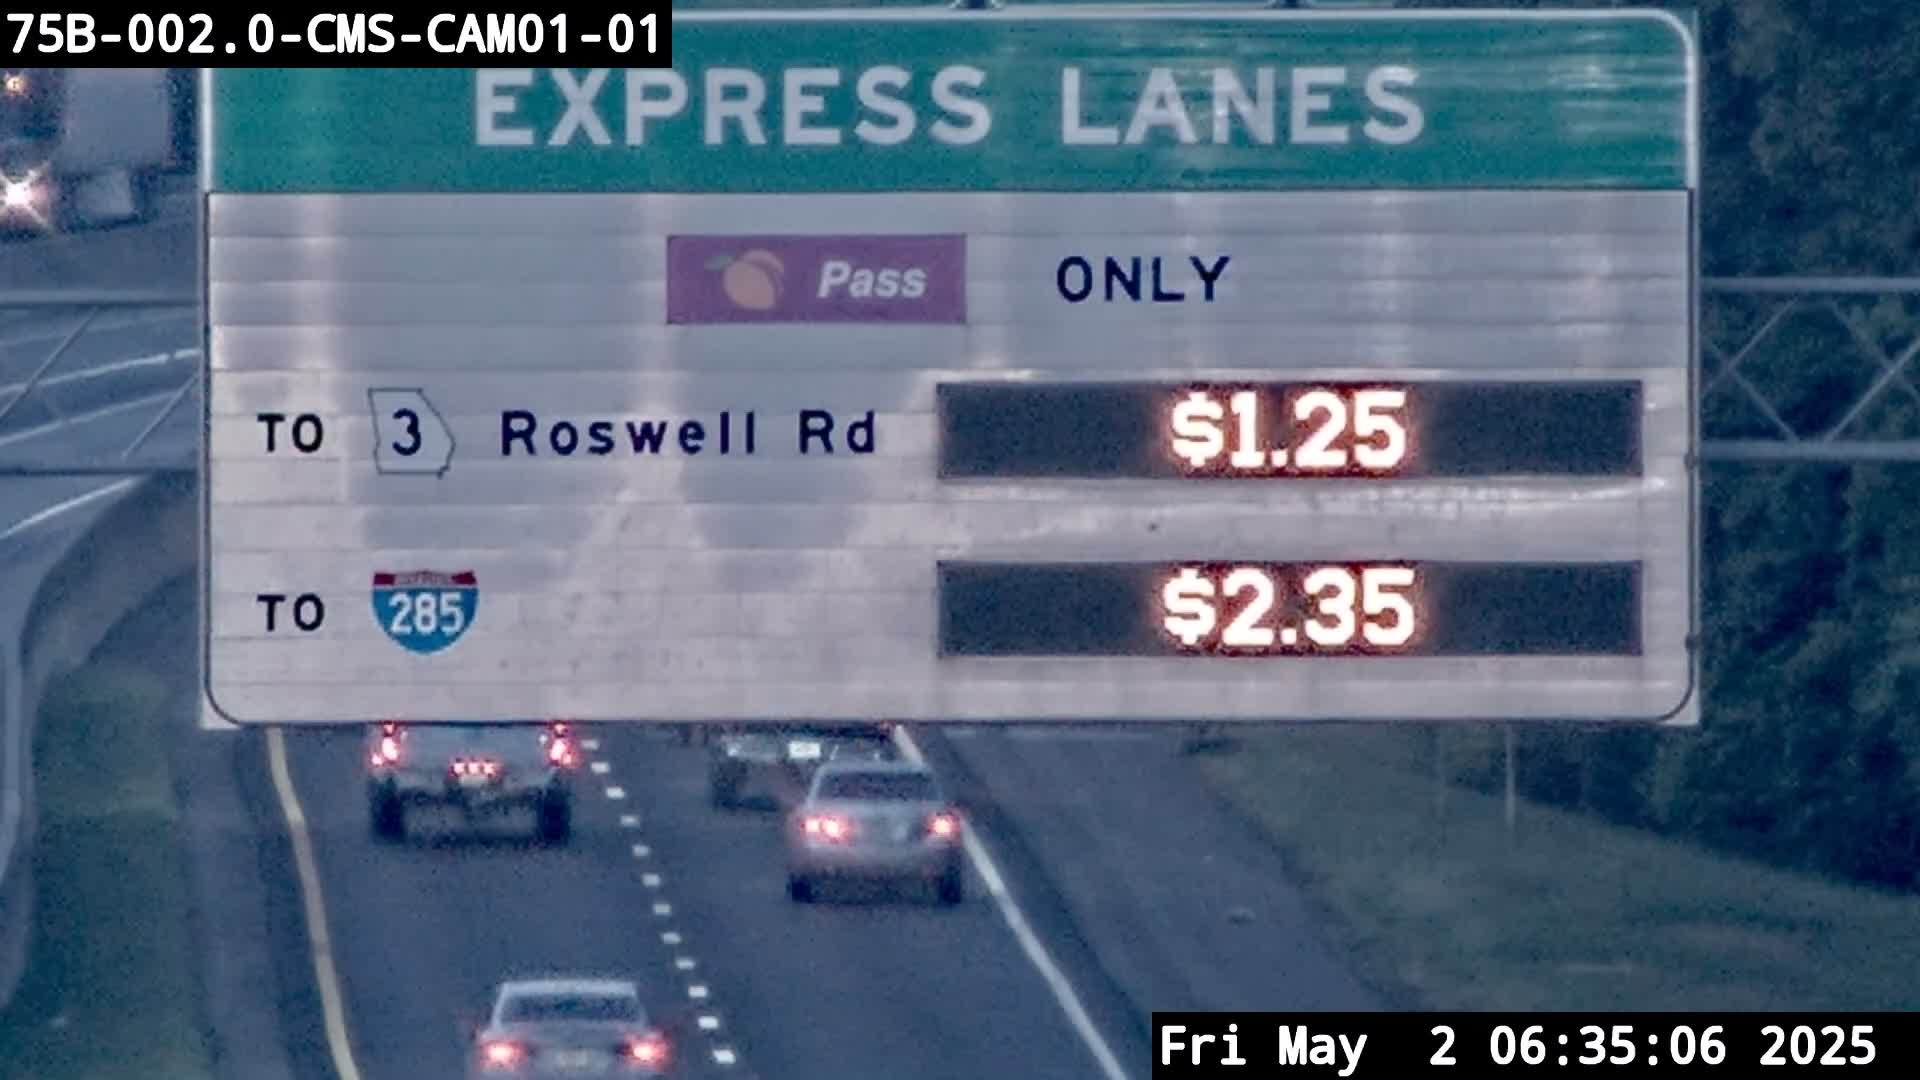 75B-002.0-CMS-CAM01-01
EXPRESS LANES
Pass ONLY
TO 3 Roswell Rd $1.25
TO 285 $2.35
Fri May 2 06:35:06 2025